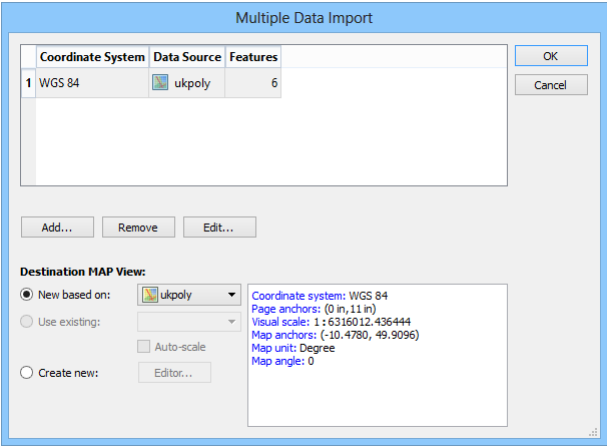 Multiple Data Import
Coordinate System Data Source Features
1 WGS 84 ukpoly 6
OK
Cancel
Add... Remove Edit...
Destination MAP View:
New based on: ukpoly
Use existing:
Auto-scale
Create new: Editor...
Coordinate system: WGS 84
Page anchors: (0 in,11 in)
Visual scale: 1:6316012.436444
Map anchors: (-10.4780, 49.9096)
Map unit: Degree
Map angle: 0